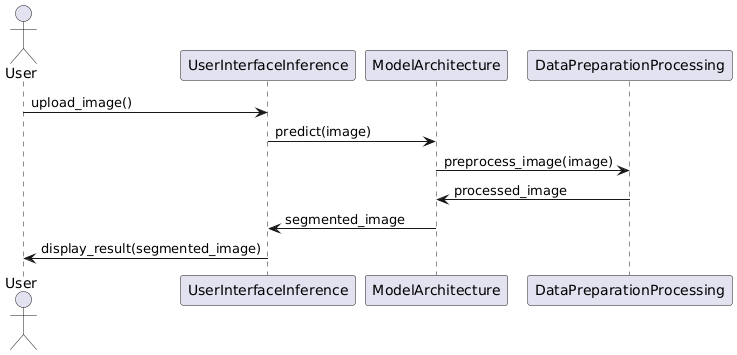 User
UserInterfaceInference
ModelArchitecture
DataPreparationProcessing
upload_image()
predict(image)
preprocess_image(image)
processed_image
segmented_image
display_result(segmented_image)
User
UserInterfaceInference
ModelArchitecture
DataPreparationProcessing